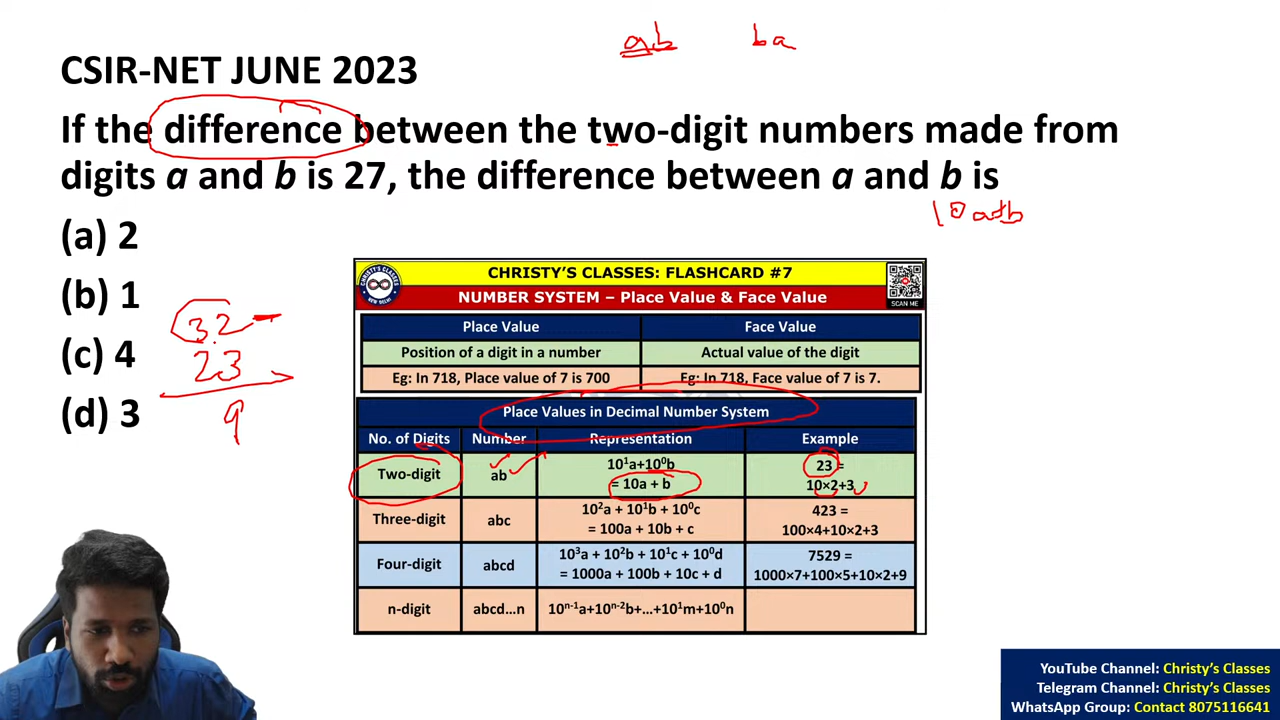 ab ba
CSIR-NET JUNE 2023
If the difference between the two-digit numbers made from
digits a and b is 27, the difference between a and b is
10a+b
(a) 2
(b) 1
(c) 4
(d) 3
32 -
23
9
CHRISTY'S CLASSES: FLASHCARD #7
NUMBER SYSTEM – Place Value & Face Value
CHRISTY'S CLASSES
NEW DELHI
SCAN ME
Place Value Face Value
Position of a digit in a number Actual value of the digit
Eg: In 718, Place value of 7 is 700 Eg: In 718, Face value of 7 is 7.
Place Values in Decimal Number System
No. of Digits Number Representation Example
Two-digit ab 10¹a+10⁰b 23 =
= 10a + b 10×2+3
Three-digit abc 10²a + 10¹b + 10⁰c 423 =
= 100a + 10b + c 100×4+10×2+3
Four-digit abcd 10³a + 10²b + 10¹c + 10⁰d 7529 =
= 1000a + 100b + 10c + d 1000×7+100×5+10×2+9
n-digit abcd...n 10ⁿ⁻¹a+10ⁿ⁻²b+...+10¹m+10⁰n
YouTube Channel: Christy's Classes
Telegram Channel: Christy's Classes
WhatsApp Group: Contact 8075116641